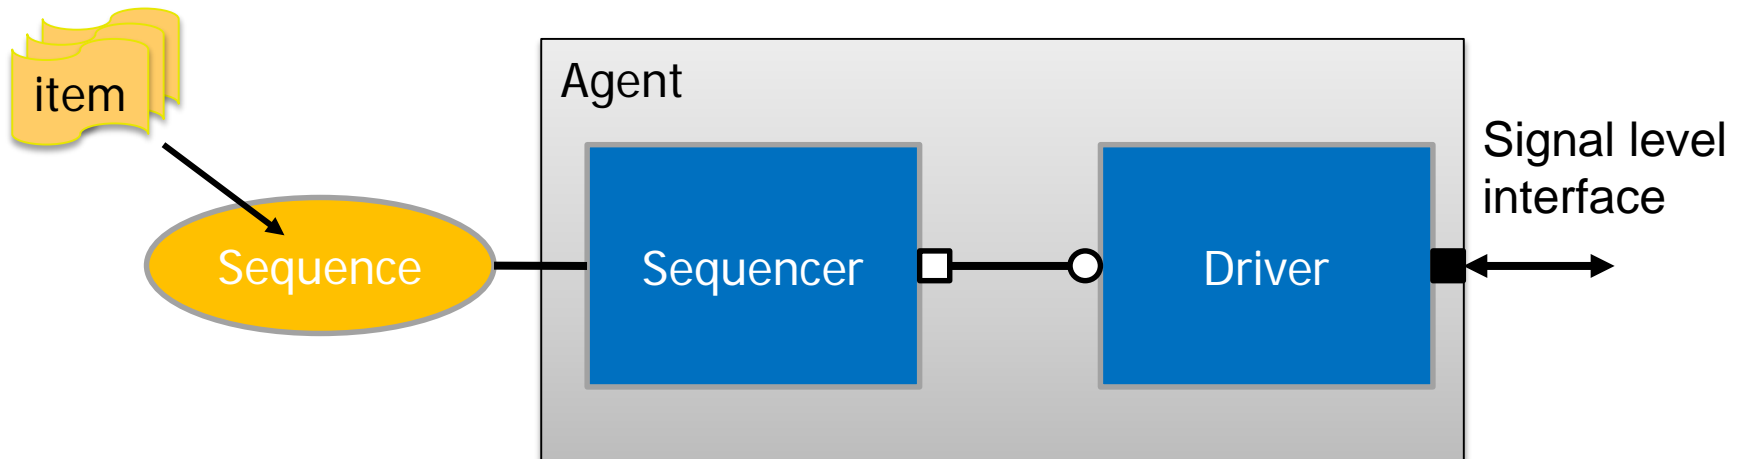 item
Agent
Signal level
interface
Sequence
Sequencer
Driver